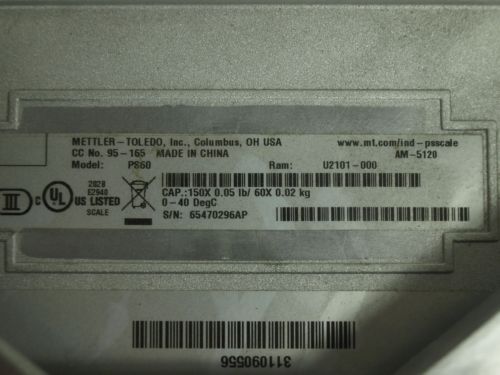 METTLER-TOLEDO, Inc., Columbus, OH USA
www.mt.com/ind-psscale
CC No. 95-165 MADE IN CHINA
AM-5120
Model: PS60
Ram: U2101-000
III
C UL US LISTED
2D28
E2940
SCALE
CAP.:150X 0.05 lb/ 60X 0.02 kg
0-40 DegC
S/N: 65470296AP
311090556